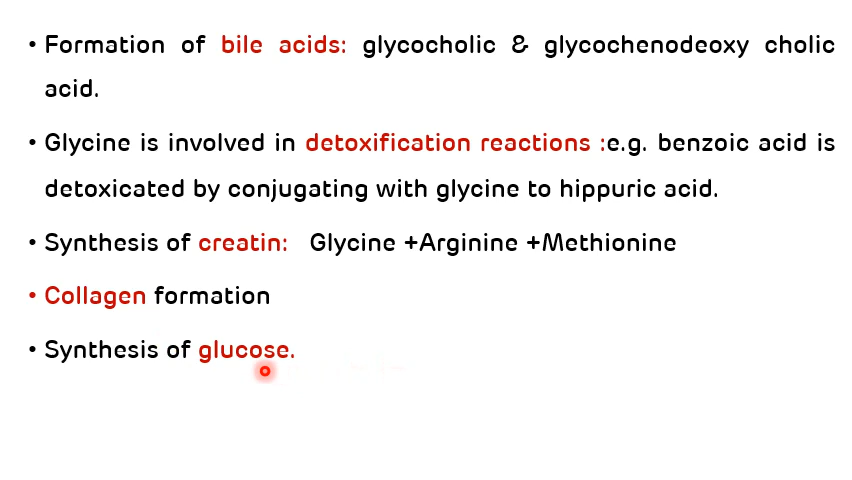 • Formation of bile acids: glycocholic & glycochenodeoxy cholic
acid.
• Glycine is involved in detoxification reactions :e.g. benzoic acid is
detoxicated by conjugating with glycine to hippuric acid.
• Synthesis of creatin: Glycine +Arginine +Methionine
• Collagen formation
• Synthesis of glucose.